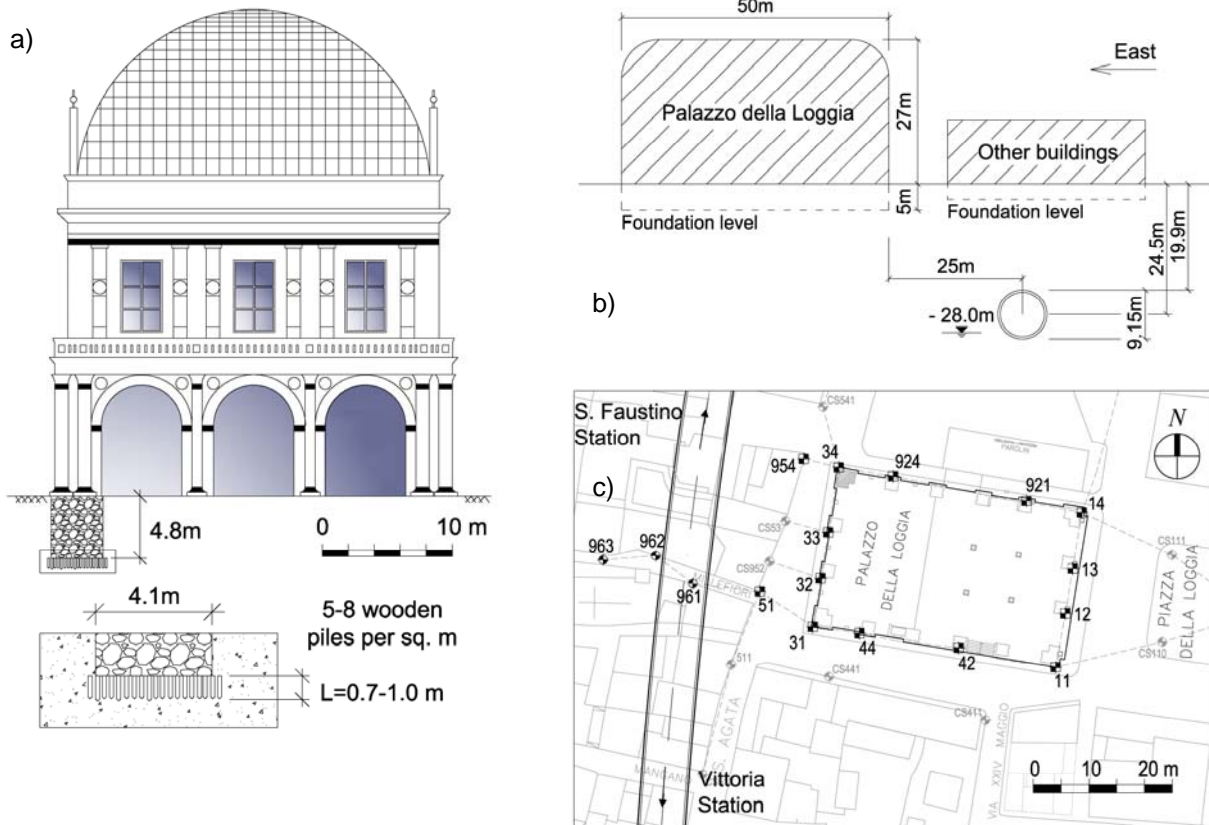 a)
4.8m
0
10 m
4.1m
5-8 wooden
piles per sq. m
L=0.7-1.0 m
b)
50m
East
Palazzo della Loggia
27m
Other buildings
5m
Foundation level
Foundation level
25m
24.5m
19.9m
- 28.0m
9.15m
c)
S. Faustino
Station
CS541
N
954
34
924
921
14
PALAZZO
DELLA LOGGIA
CS53
33
CS111
963
962
CS952
13
PIAZZA
DELLA LOGGIA
32
961
51
12
31
44
42
CS110
11
511
CS441
S. AGATA
CS411
VIA XXIV MAGGIO
Vittoria
Station
0
10
20 m